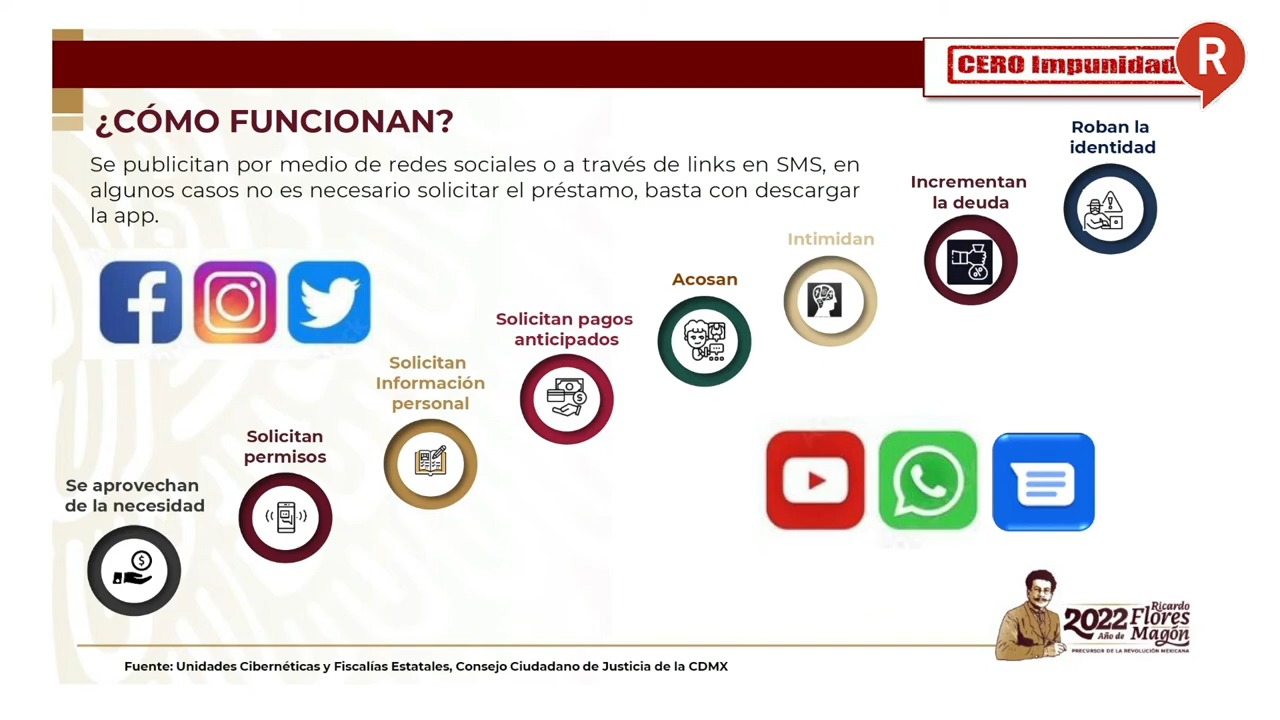 CERO Impunidad
R
¿CÓMO FUNCIONAN?
Se publicitan por medio de redes sociales o a través de links en SMS, en
algunos casos no es necesario solicitar el préstamo, basta con descargar
la app.
Roban la
identidad
Incrementan
la deuda
Intimidan
Acosan
Solicitan pagos
anticipados
Solicitan
Información
personal
Solicitan
permisos
Se aprovechan
de la necesidad
2022 Ricardo
Flores
Año de Magón
PRECURSOR DE LA REVOLUCIÓN MEXICANA
Fuente: Unidades Cibernéticas y Fiscalías Estatales, Consejo Ciudadano de Justicia de la CDMX